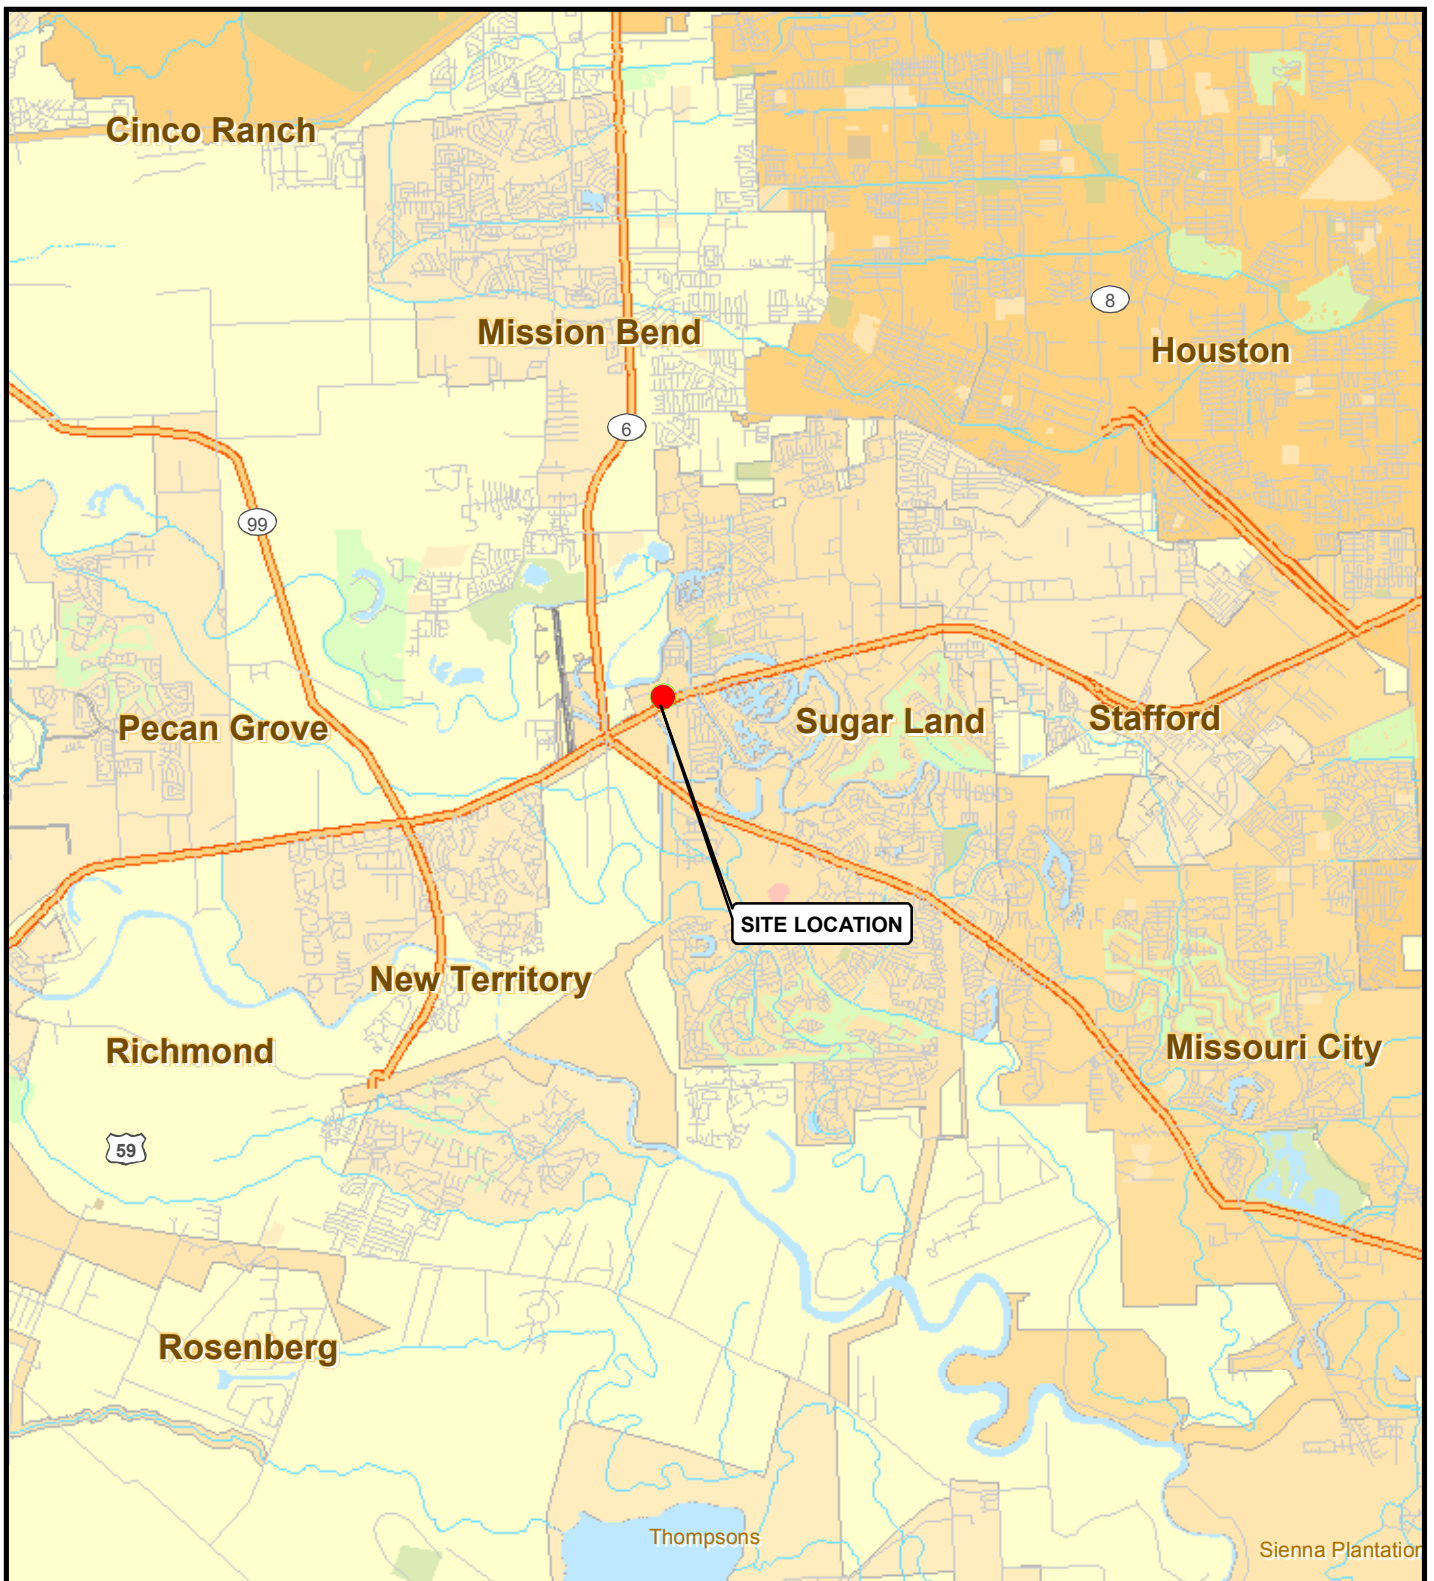 Cinco Ranch
8
Mission Bend
Houston
6
99
Pecan Grove
Sugar Land
Stafford
SITE LOCATION
New Territory
Richmond
Missouri City
59
Rosenberg
Thompsons
Sienna Plantation